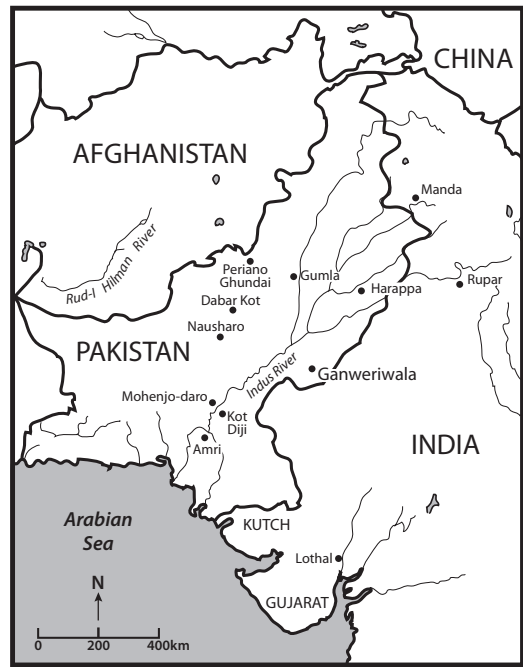 CHINA
AFGHANISTAN
Manda
Rud-I Hilman River
Periano
Ghundai
Gumla
Rupar
Harappa
Dabar Kot
Nausharo
PAKISTAN
Indus River
Ganweriwala
Mohenjo-daro
Kot
Diji
Amri
INDIA
Arabian
Sea
KUTCH
Lothal
N
GUJARAT
0 200 400km